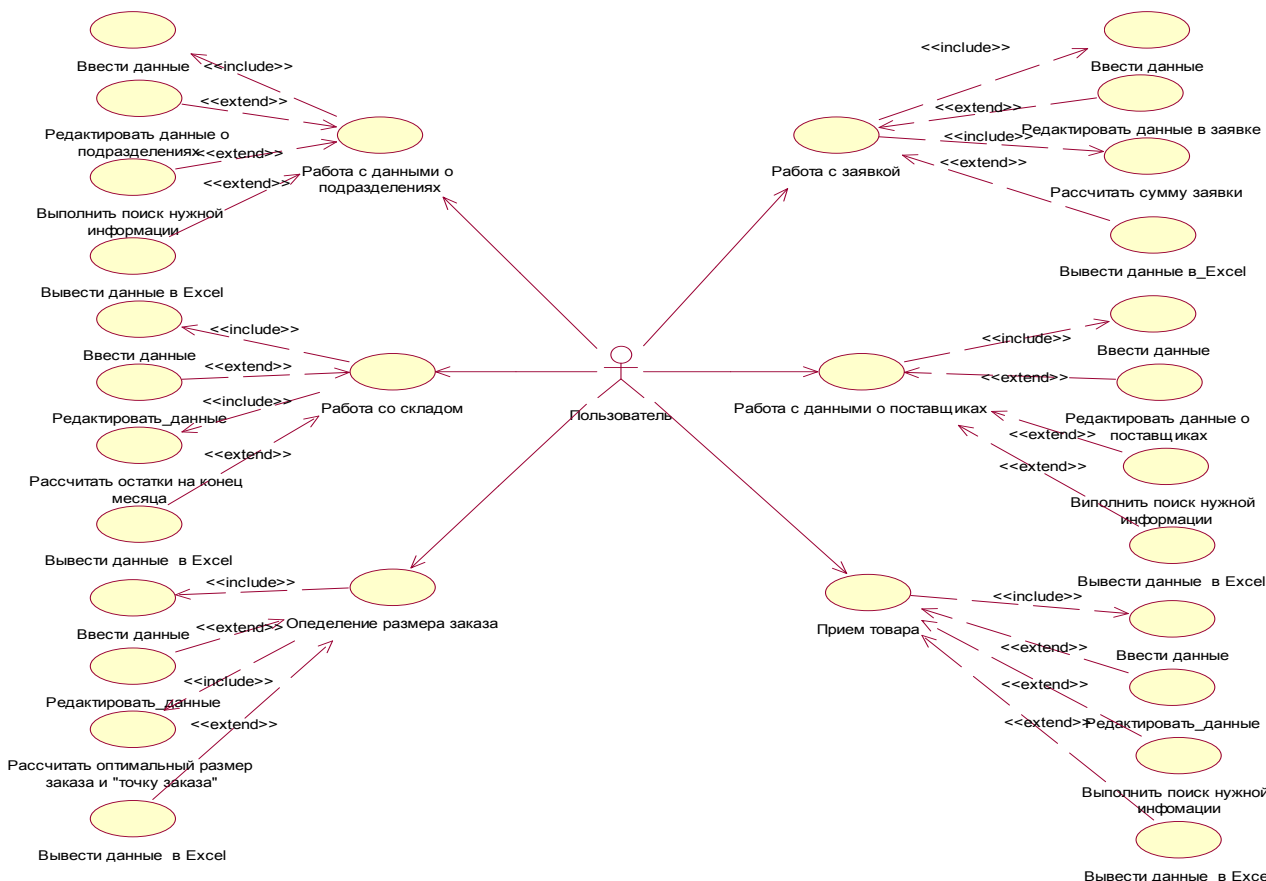 Ввести данные
<<include>>
<<extend>>
Редактировать данные о
подразделениях
<<extend>>
<<extend>>
Выполнить поиск нужной
информации
Вывести данные в Excel
Работа с данными о
подразделениях
<<include>>
Ввести данные
<<extend>>
<<include>>
Редактировать_данные
<<extend>>
Рассчитать остатки на конец
месяца
Вывести данные в Excel
Работа со складом
<<include>>
Ввести данные
<<extend>>
<<include>>
Редактировать_данные
<<extend>>
Рассчитать оптимальный размер
заказа и "точку заказа"
Вывести данные в Excel
Опеделение размера заказа
Пользователь
Работа с заявкой
<<include>>
Ввести данные
<<extend>>
Редактировать данные в заявке
<<include>>
<<extend>>
Рассчитать сумму заявки
Вывести данные в_Excel
Работа с данными о поставщиках
<<include>>
Ввести данные
<<extend>>
Редактировать данные о
поставщиках
<<extend>>
<<extend>>
Виполнить поиск нужной
информации
Вывести данные в Excel
Прием товара
<<include>>
Ввести данные
<<extend>>
<<extend>>
Редактировать_данные
<<extend>>
Выполнить поиск нужной
инфомации
Вывести данные в Exce